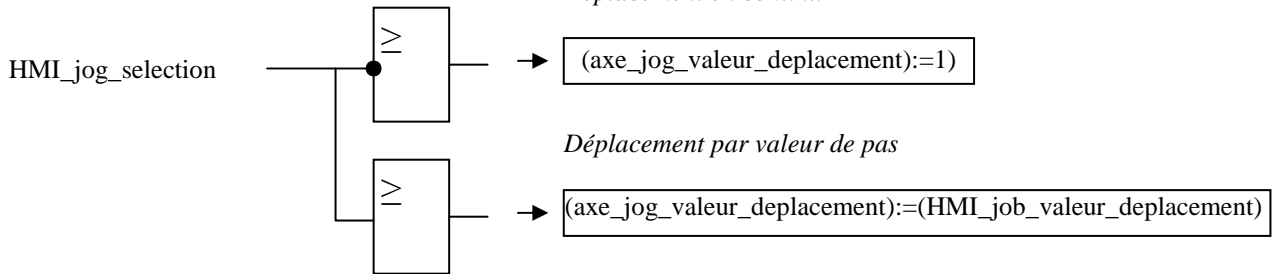 ≥
HMI_jog_selection
(axe_jog_valeur_deplacement):=1)
Déplacement par valeur de pas
≥
(axe_jog_valeur_deplacement):=(HMI_job_valeur_deplacement)